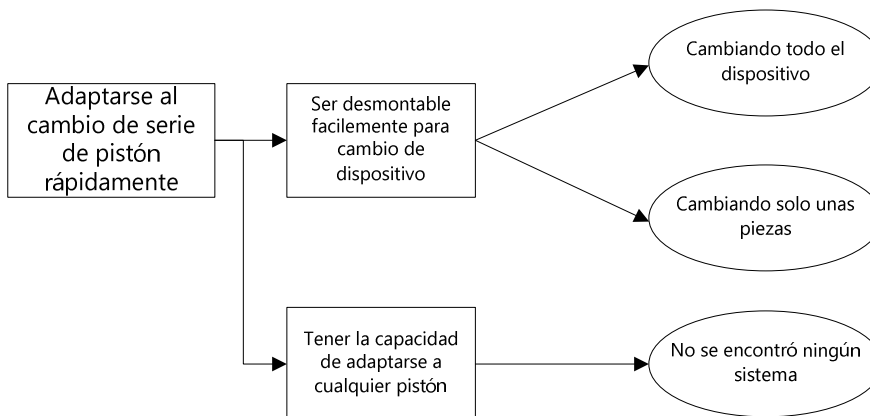 Adaptarse al
cambio de serie
de pistón
rápidamente
Ser desmontable
facilemente para
cambio de
dispositivo
Cambiando todo el
dispositivo
Cambiando solo unas
piezas
Tener la capacidad
de adaptarse a
cualquier pistón
No se encontró ningún
sistema